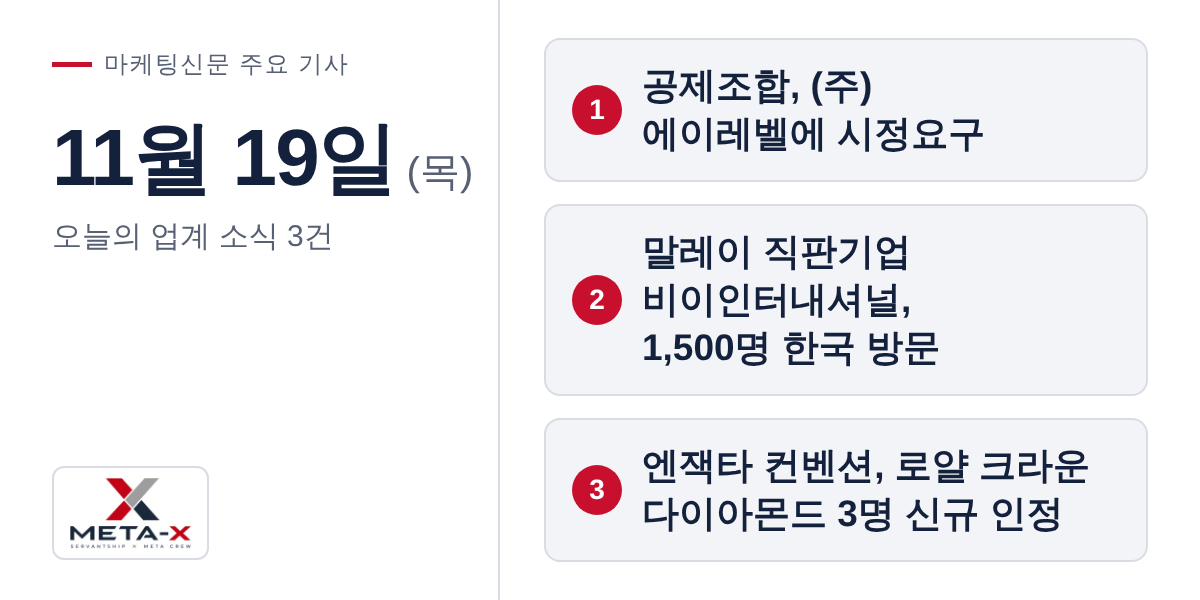 마케팅신문 주요 기사
11월 19일 (목)
오늘의 업계 소식 3건
META-X
SERVANTSHIP × META CREW
1
공제조합, (주)
에이레벨에 시정요구
2
말레이 직판기업
비이인터내셔널,
1,500명 한국 방문
3
엔잭타 컨벤션, 로얄 크라운
다이아몬드 3명 신규 인정